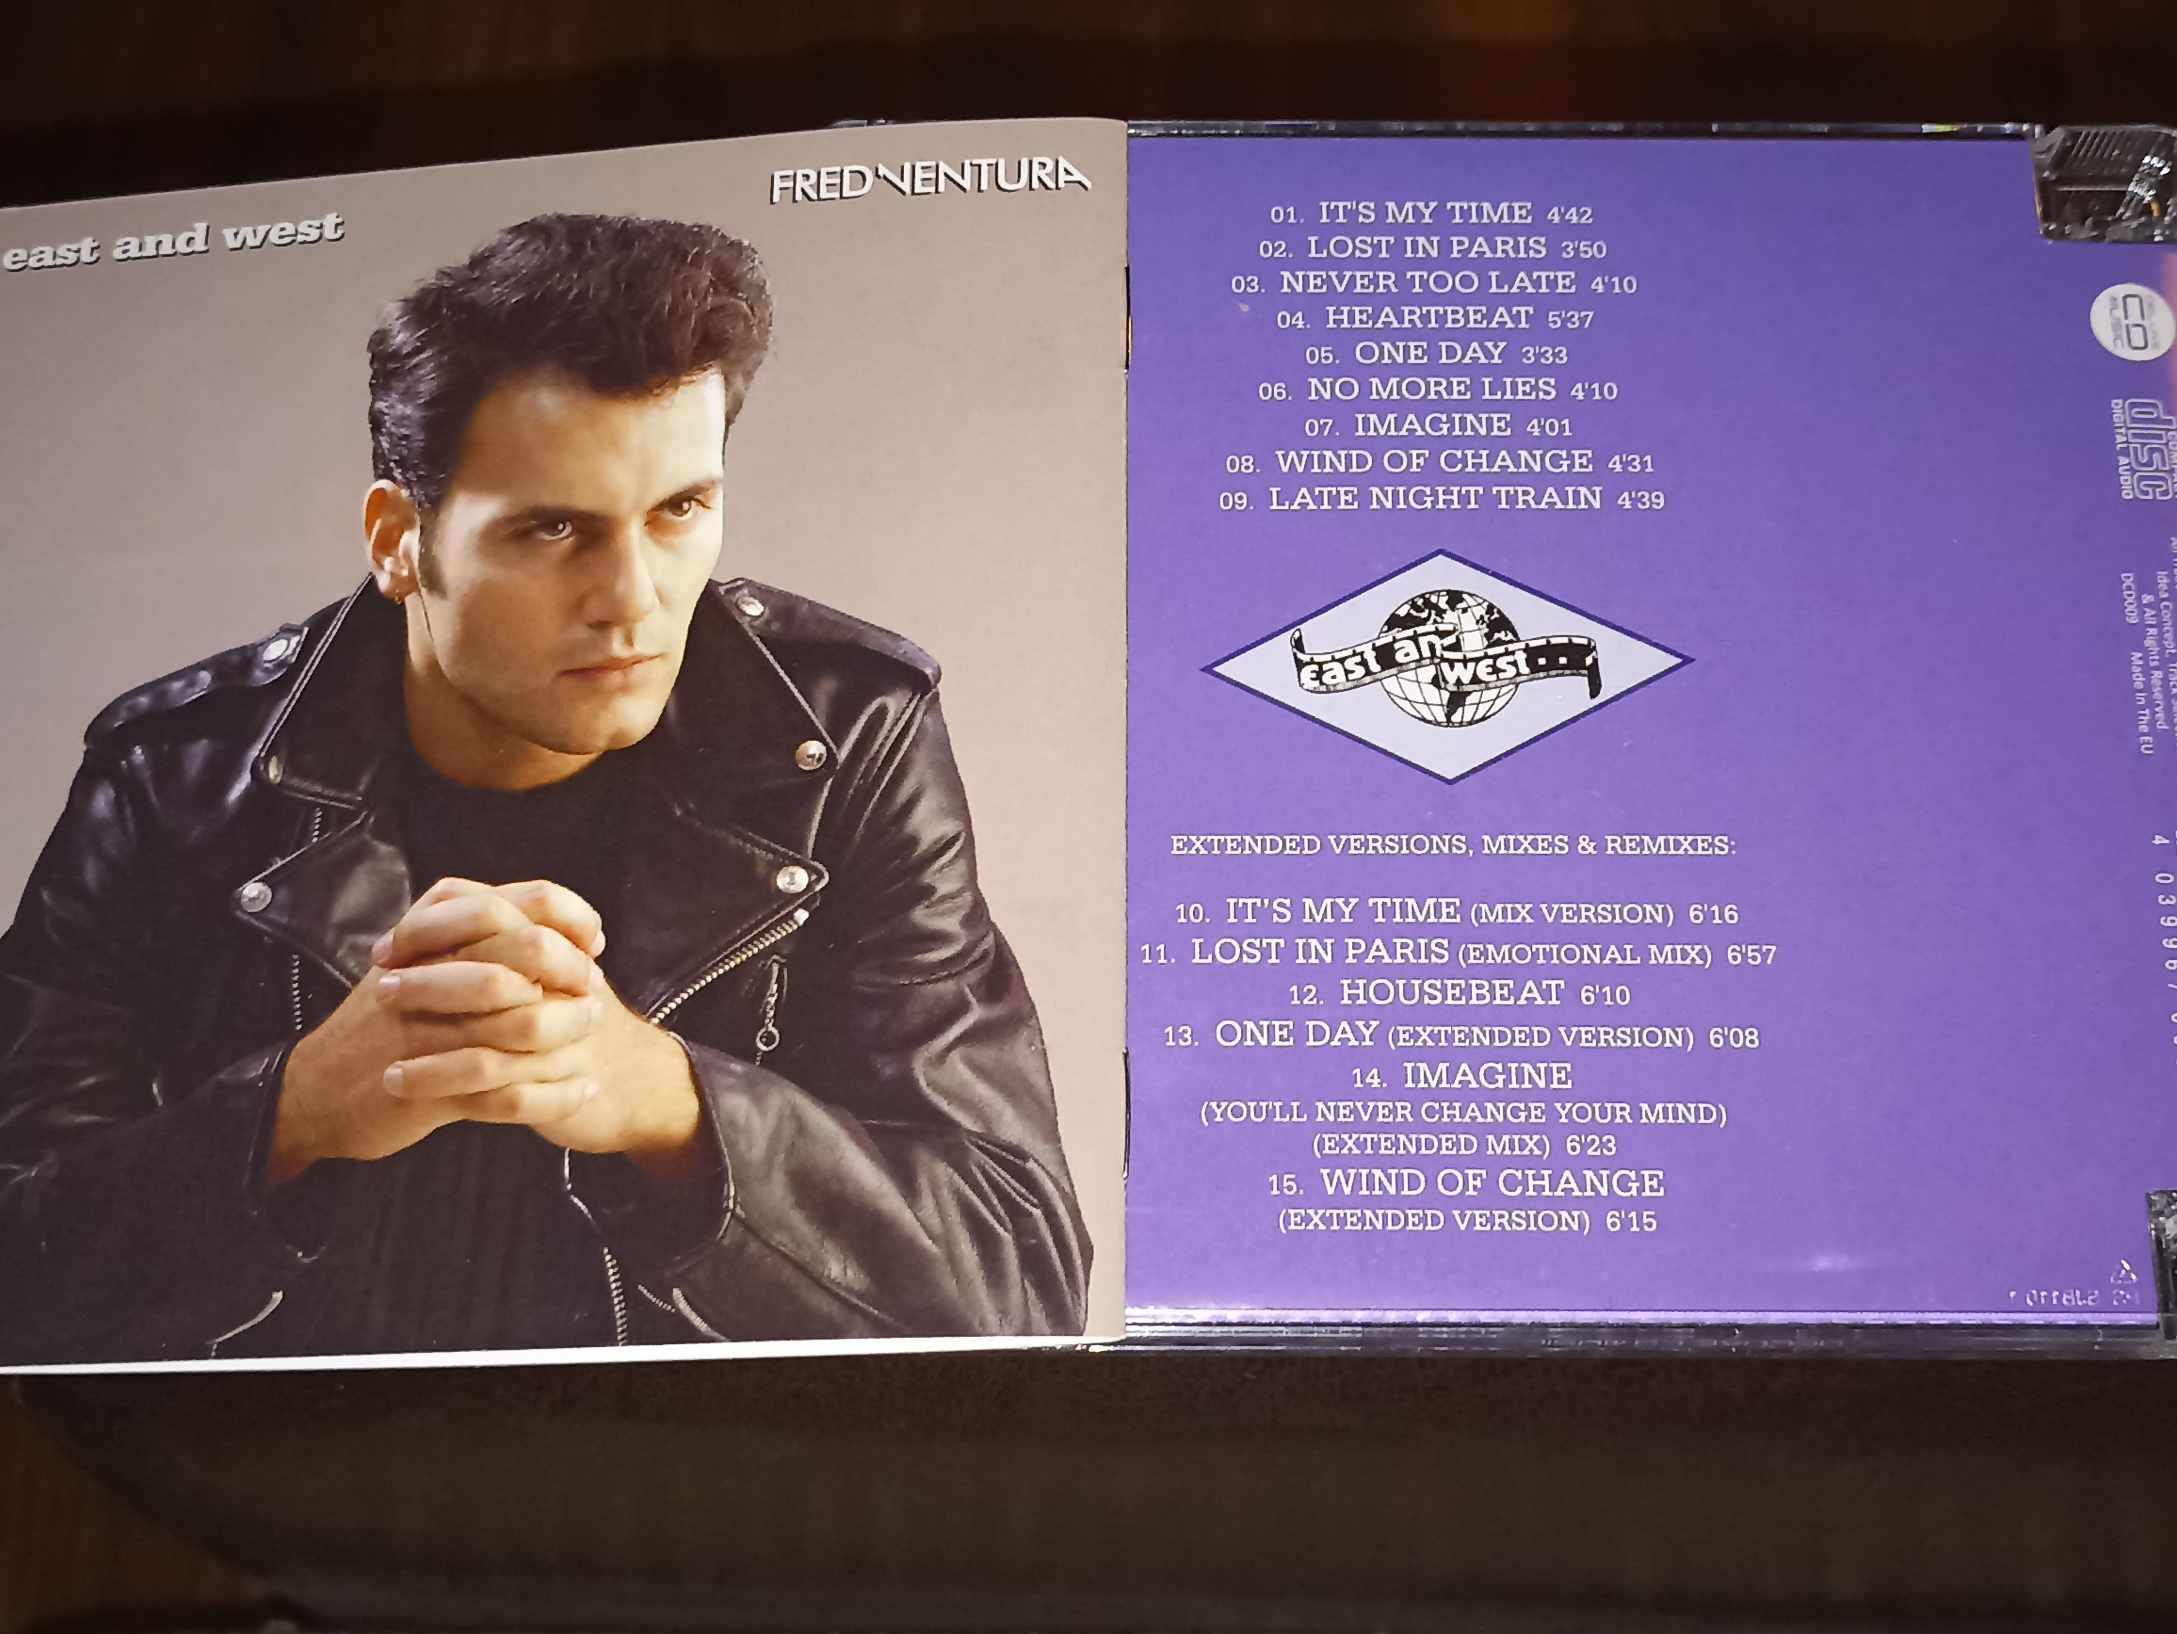 east and west
FRED VENTURA
01. IT'S MY TIME 4'42
02. LOST IN PARIS 3'50
03. NEVER TOO LATE 4'10
04. HEARTBEAT 5'37
05. ONE DAY 3'33
06. NO MORE LIES 4'10
07. IMAGINE 4'01
08. WIND OF CHANGE 4'31
09. LATE NIGHT TRAIN 4'39
East and
West...
EXTENDED VERSIONS, MIXES & REMIXES:
10. IT'S MY TIME (MIX VERSION) 6'16
11. LOST IN PARIS (EMOTIONAL MIX) 6'57
12. HOUSEBEAT 6'10
13. ONE DAY (EXTENDED VERSION) 6'08
14. IMAGINE
(YOU'LL NEVER CHANGE YOUR MIND)
(EXTENDED MIX) 6'23
15. WIND OF CHANGE
(EXTENDED VERSION) 6'15
CD
disc
DIGITAL AUDIO
Idea Concept, Track
& All Rights Reserved
DCD009 Made In The EU